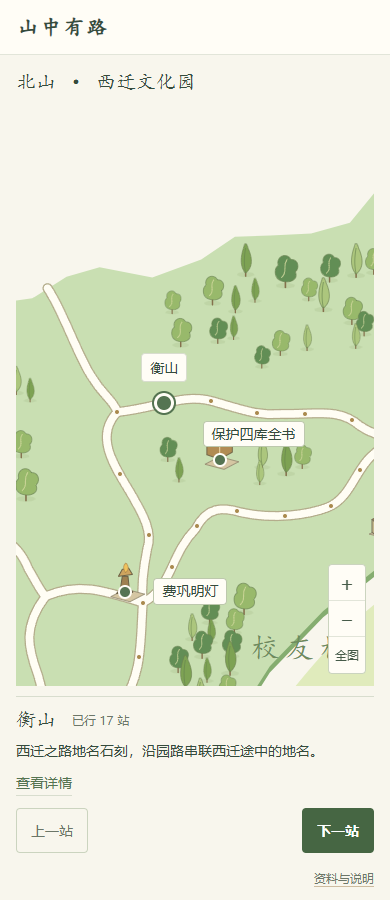 山中有路
北山 • 西迁文化园
衡山
保护四库全书
费巩明灯
+
−
校友
全图
衡山 已行 17 站
西迁之路地名石刻，沿园路串联西迁途中的地名。
查看详情
上一站
下一站
资料与说明